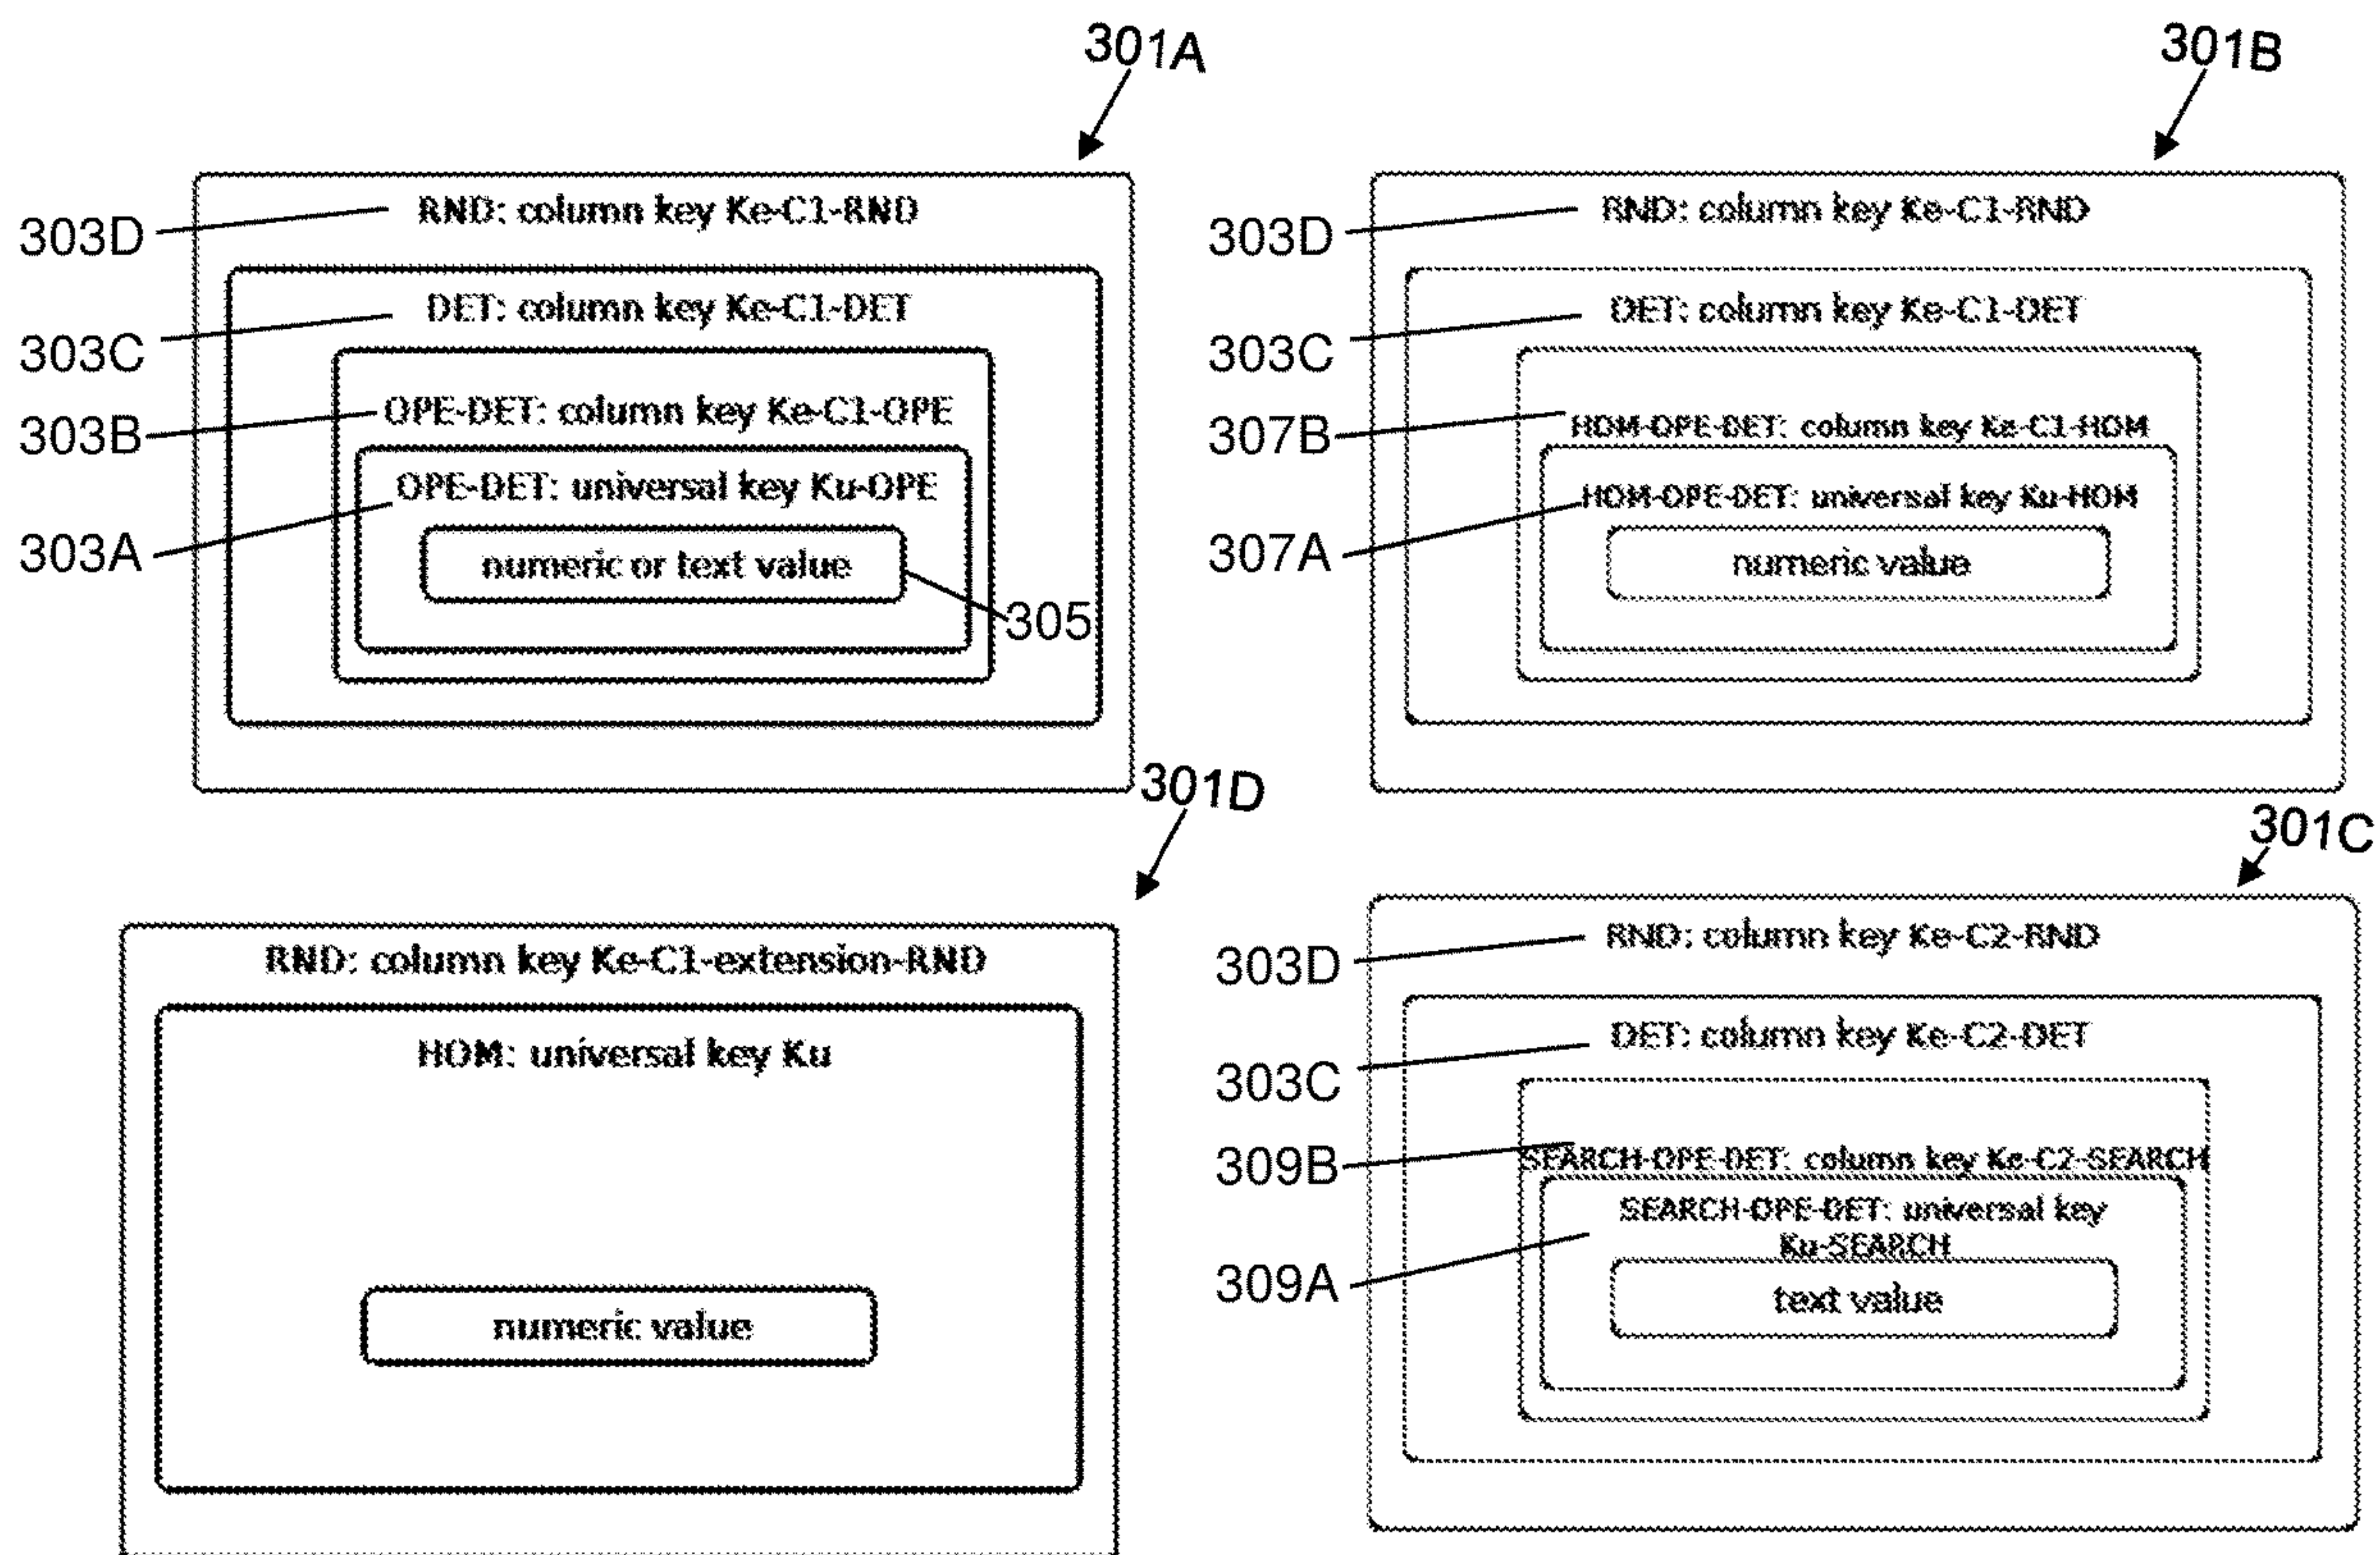 301A
303D
RND: column key Ke-C1-RND
303C
DET: column key Ke-C1-DET
303B
OPE-DET: column key Ke-C1-OPE
303A
OPE-DET: universal key Ku-OPE
numeric or text value
305
301B
303D
RND: column key Ke-C1-RND
303C
DET: column key Ke-C1-DET
307B
HOM-OPE-DET: column key Ke-C1-HOM
307A
HOM-OPE-DET: universal key Ku-HOM
numeric value
301D
RND: column key Ke-C1-extension-RND
HOM: universal key Ku
numeric value
301C
303D
RND: column key Ke-C2-RND
303C
DET: column key Ke-C2-DET
309B
SEARCH-OPE-DET: column key Ke-C2-SEARCH
309A
SEARCH-OPE-DET: universal key
Ku-SEARCH
text value